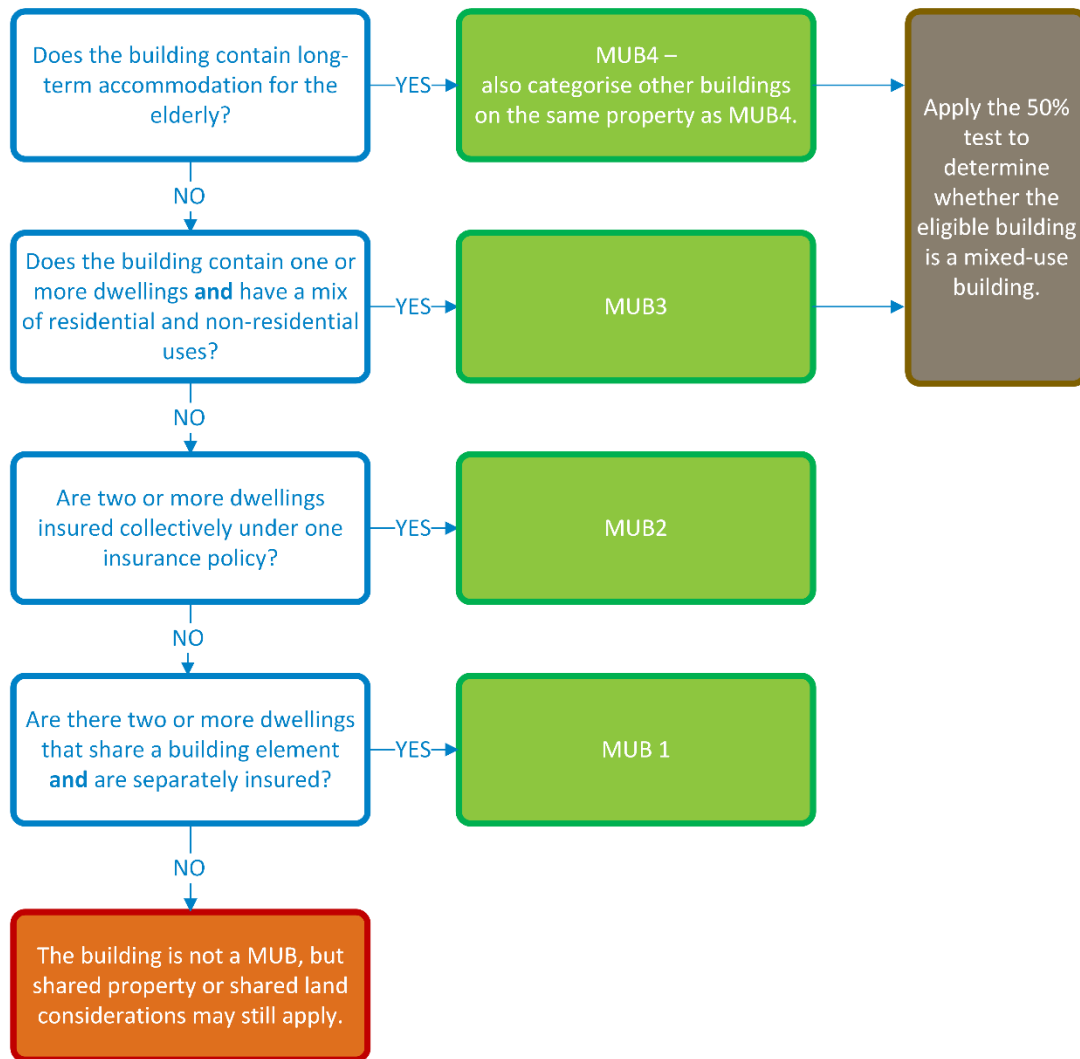 Does the building contain long-
term accommodation for the
elderly?
YES
MUB4 –
also categorise other buildings
on the same property as MUB4.
Apply the 50%
test to
determine
whether the
eligible building
is a mixed-use
building.
NO
Does the building contain one or
more dwellings and have a mix
of residential and non-residential
uses?
YES
MUB3
NO
Are two or more dwellings
insured collectively under one
insurance policy?
YES
MUB2
NO
Are there two or more dwellings
that share a building element
and are separately insured?
YES
MUB 1
NO
The building is not a MUB, but
shared property or shared land
considerations may still apply.